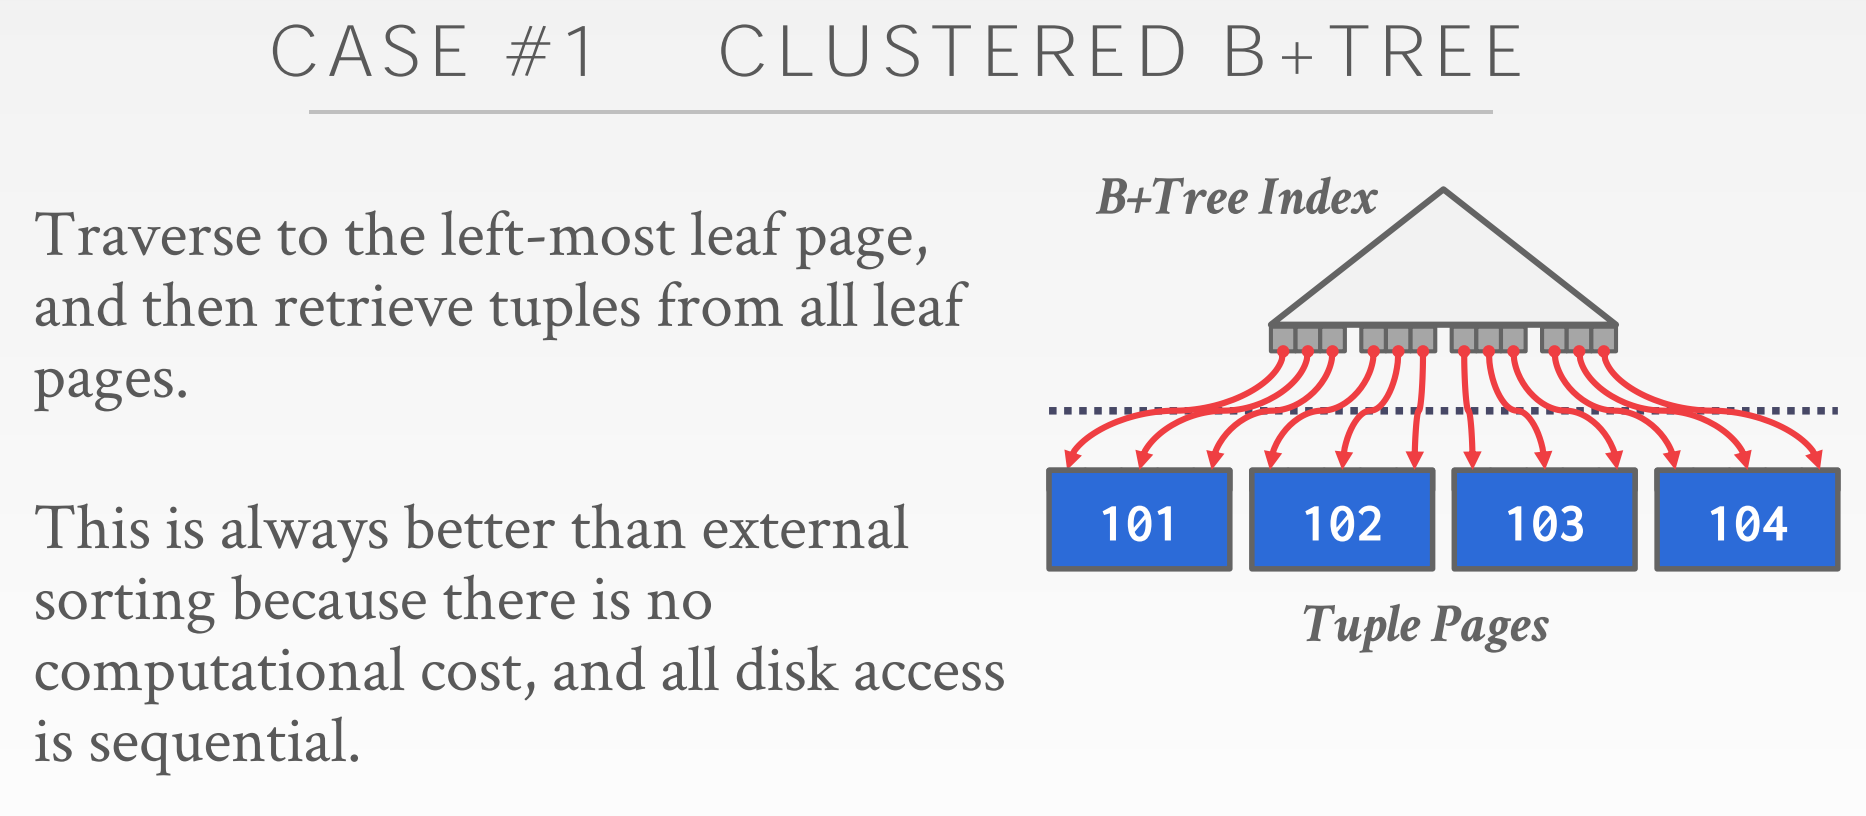 CASE #1 CLUSTERED B+TREE
Traverse to the left-most leaf page,
and then retrieve tuples from all leaf
pages.
This is always better than external
sorting because there is no
computational cost, and all disk access
is sequential.
B+Tree Index
101 102 103 104
Tuple Pages